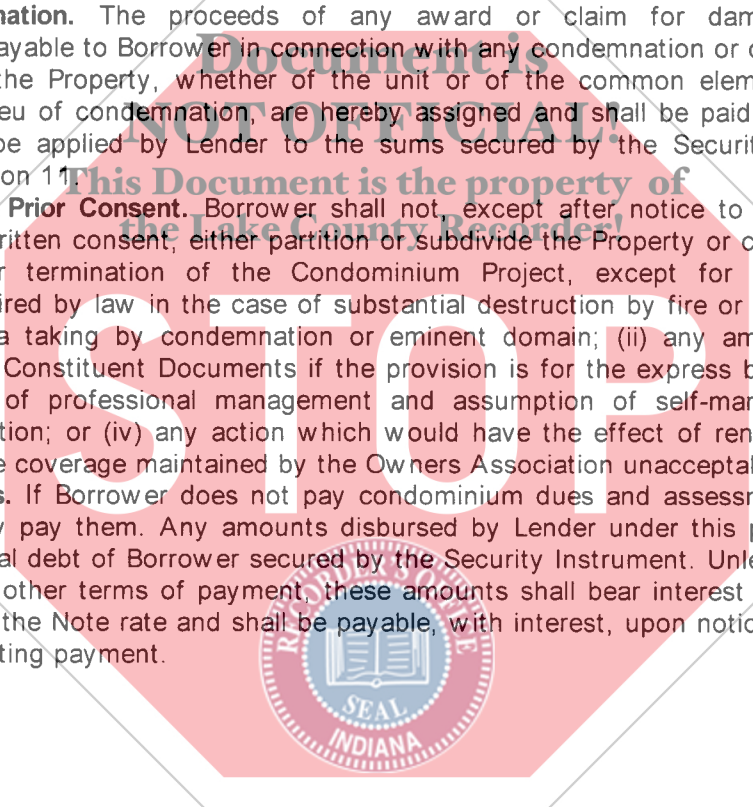 nation. The proceeds of any award or claim for dam
ayable to Borrower in connection with any condemnation or
Document is
the Property, whether of the unit or of the common elem
eu of condemnation, are hereby assigned and shall be paid
NOT OFFICIAL!
be applied by Lender to the sums secured by the Securit
on 11.
This Document is the property of
Prior Consent. Borrower shall not, except after notice to
the Lake County Recorder!
ritten consent, either partition or subdivide the Property or c
r termination of the Condominium Project, except for
ired by law in the case of substantial destruction by fire or
a taking by condemnation or eminent domain; (ii) any am
Constituent Documents if the provision is for the express b
of professional management and assumption of self-mar
STOP
tion; or (iv) any action which would have the effect of ren
e coverage maintained by the Owners Association unacceptal
s. If Borrower does not pay condominium dues and assessm
y pay them. Any amounts disbursed by Lender under this
al debt of Borrower secured by the Security Instrument. Unle
other terms of payment, these amounts shall bear interest
the Note rate and shall be payable, with interest, upon notic
ting payment.
RECORDER'S OFFICE
SEAL
INDIANA